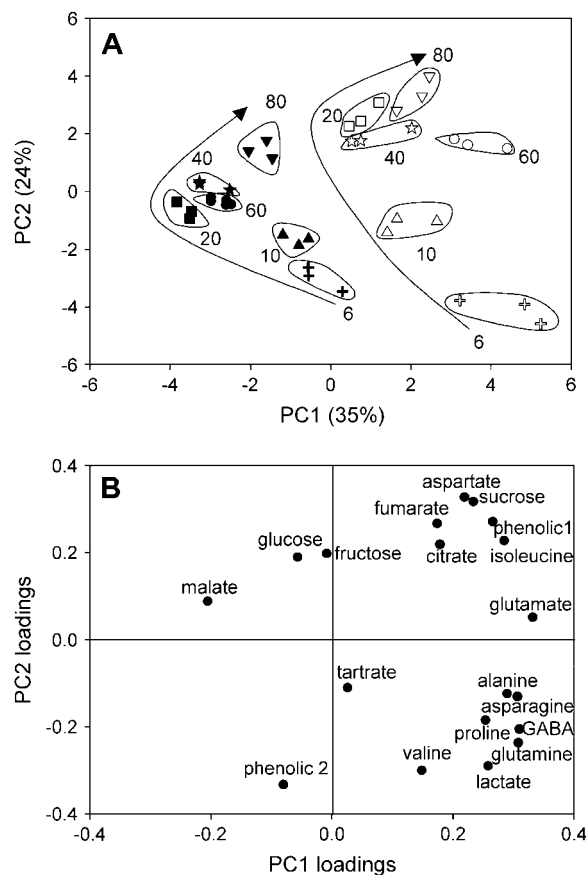 A
6
4
2
0
-2
-4
-6
PC2 (24%)
80
80
20
40
40
60
60
20
10
10
6
6
-6 -4 -2 0 2 4 6
PC1 (35%)
B
0.4
0.2
0.0
-0.2
-0.4
PC2 loadings
aspartate
sucrose
fumarate
phenolic1
glucose
fructose
citrate
isoleucine
malate
glutamate
tartrate
alanine
asparagine
proline
GABA
valine
glutamine
phenolic 2
lactate
-0.2 0.0 0.2 0.4
PC1 loadings